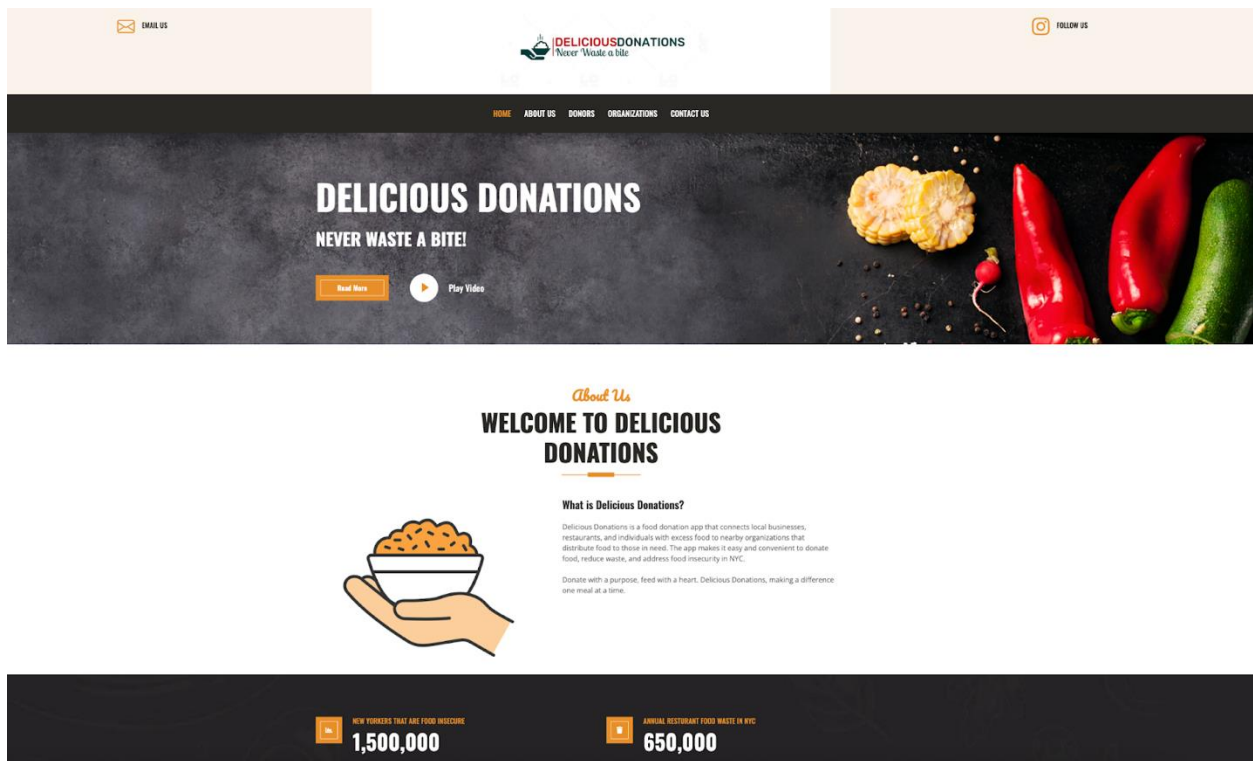 EMAIL US
DELICIOUSDONATIONS
Never Waste a bite
FOLLOW US
HOME ABOUT US DONORS ORGANIZATIONS CONTACT US
DELICIOUS DONATIONS
NEVER WASTE A BITE!
Read More
Play Video
About Us
WELCOME TO DELICIOUS
DONATIONS
What is Delicious Donations?
Delicious Donations is a food donation app that connects local businesses,
restaurants, and individuals with excess food to nearby organizations that
distribute food to those in need. The app makes it easy and convenient to donate
food, reduce waste, and address food insecurity in NYC.
Donate with a purpose, feed with a heart. Delicious Donations, making a difference
one meal at a time.
NEW YORKERS THAT ARE FOOD INSECURE
1,500,000
ANNUAL RESTURANT FOOD WASTE IN NYC
650,000